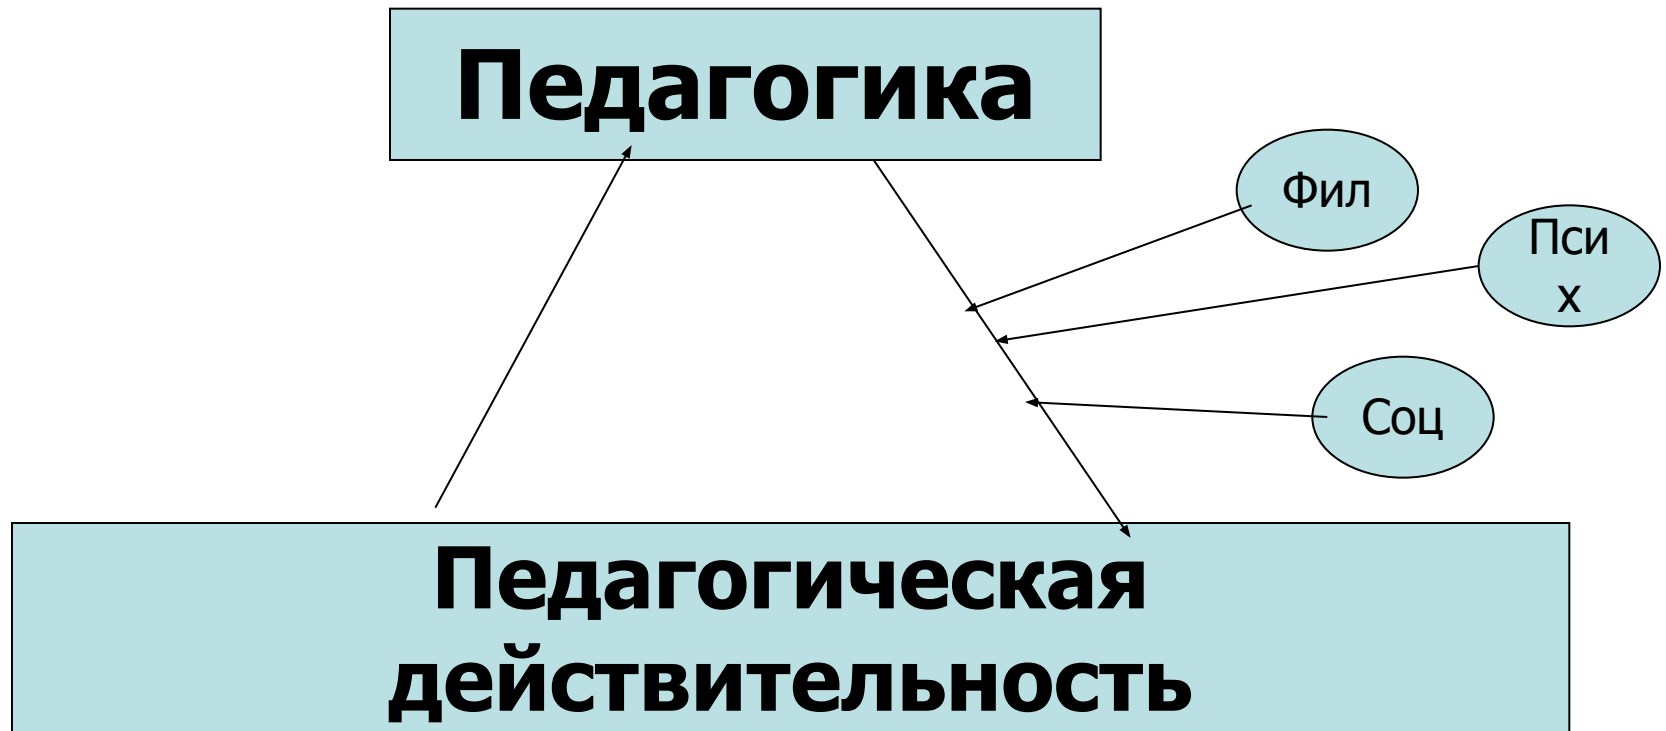 Педагогика
Фил
Пси
х
Соц
Педагогическая
действительность